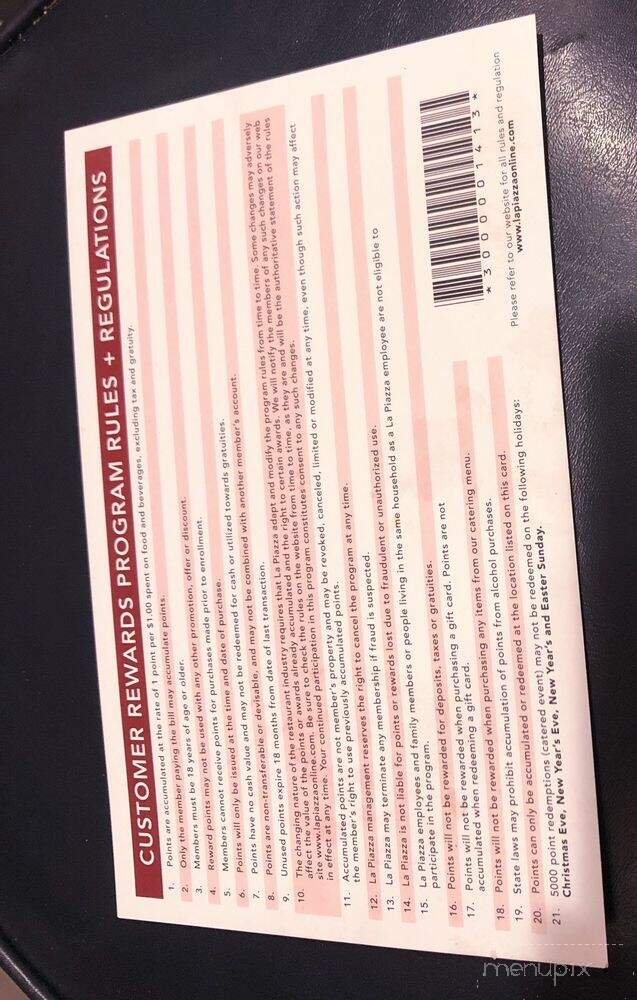 CUSTOMER REWARDS PROGRAM RULES + REGULATIONS
1. Points are accumulated at the rate of 1 point per $1.00 spent on food and beverages, excluding tax and gratuity.
2. Only the member paying the bill may accumulate points.
3. Members must be 18 years of age or older.
4. Reward points may not be used with any other promotion, offer or discount.
5. Members cannot receive points for purchases made prior to enrollment.
6. Points will only be issued at the time and date of purchase.
7. Points have no cash value and may not be redeemed for cash or utilized towards gratuities.
8. Points are non-transferable or devisable, and may not be combined with another member's account.
9. Unused points expire 18 months from date of last transaction.
10. The changing nature of the restaurant industry requires that La Piazza adapt and modify the program rules from time to time. Some changes may adversely
affect the value of the points or awards already accumulated and the right to certain awards. We will notify the members of any such changes on our web
site www.lapiazzaonline.com. Be sure to check the rules on the website from time to time, as they are and will be the authoritative statement of the rules
in effect at any time. Your continued participation in this program constitutes consent to any such changes.
11. Accumulated points are not member's property and may be revoked, canceled, limited or modified at any time, even though such action may affect
the member's right to use previously accumulated points.
12. La Piazza management reserves the right to cancel the program at any time.
13. La Piazza may terminate any membership if fraud is suspected.
14. La Piazza is not liable for points or rewards lost due to fraudulent or unauthorized use.
15. La Piazza employees and family members or people living in the same household as a La Piazza employee are not eligible to
participate in the program.
16. Points will not be rewarded for deposits, taxes or gratuities.
17. Points will not be rewarded when purchasing a gift card. Points are not
accumulated when redeeming a gift card.
18. Points will not be rewarded when purchasing any items from our catering menu.
19. State laws may prohibit accumulation of points from alcohol purchases.
20. Points can only be accumulated or redeemed at the location listed on this card.
21. 5000 point redemptions (catered event) may not be redeemed on the following holidays:
Christmas Eve, New Year's Eve, New Year's and Easter Sunday.
*3000001413*
Please refer to our website for all rules and regulation
www.lapiazzaonline.com
menupix